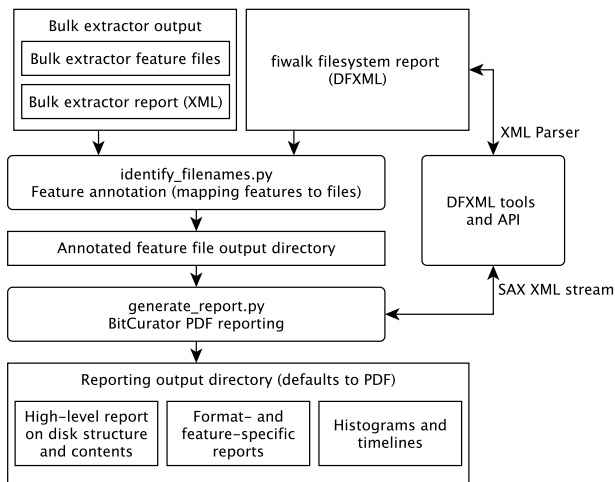 Bulk extractor output
Bulk extractor feature files
Bulk extractor report (XML)
fiwalk filesystem report
(DFXML)
XML Parser
identify_filenames.py
Feature annotation (mapping features to files)
DFXML tools
and API
Annotated feature file output directory
SAX XML stream
generate_report.py
BitCurator PDF reporting
Reporting output directory (defaults to PDF)
High-level report
on disk structure
and contents
Format- and
feature-specific
reports
Histograms and
timelines